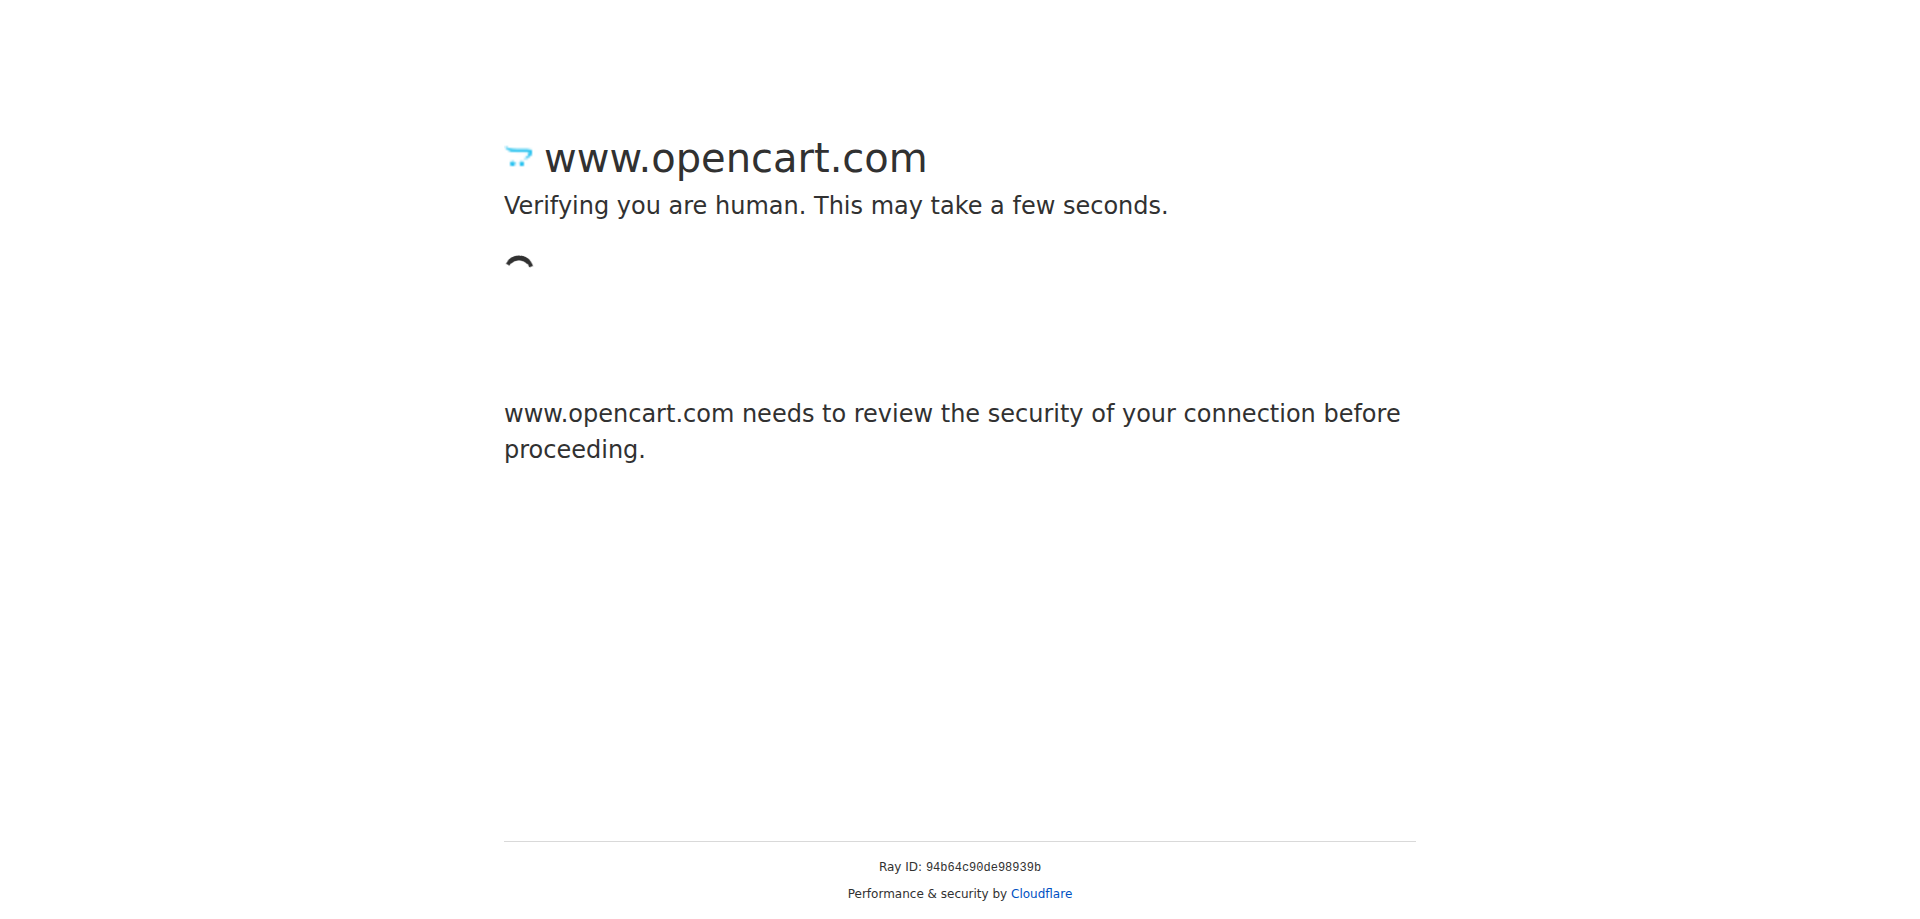 www.opencart.com
Verifying you are human. This may take a few seconds.
www.opencart.com needs to review the security of your connection before
proceeding.
Ray ID: 94b64c90de98939b
Performance & security by Cloudflare